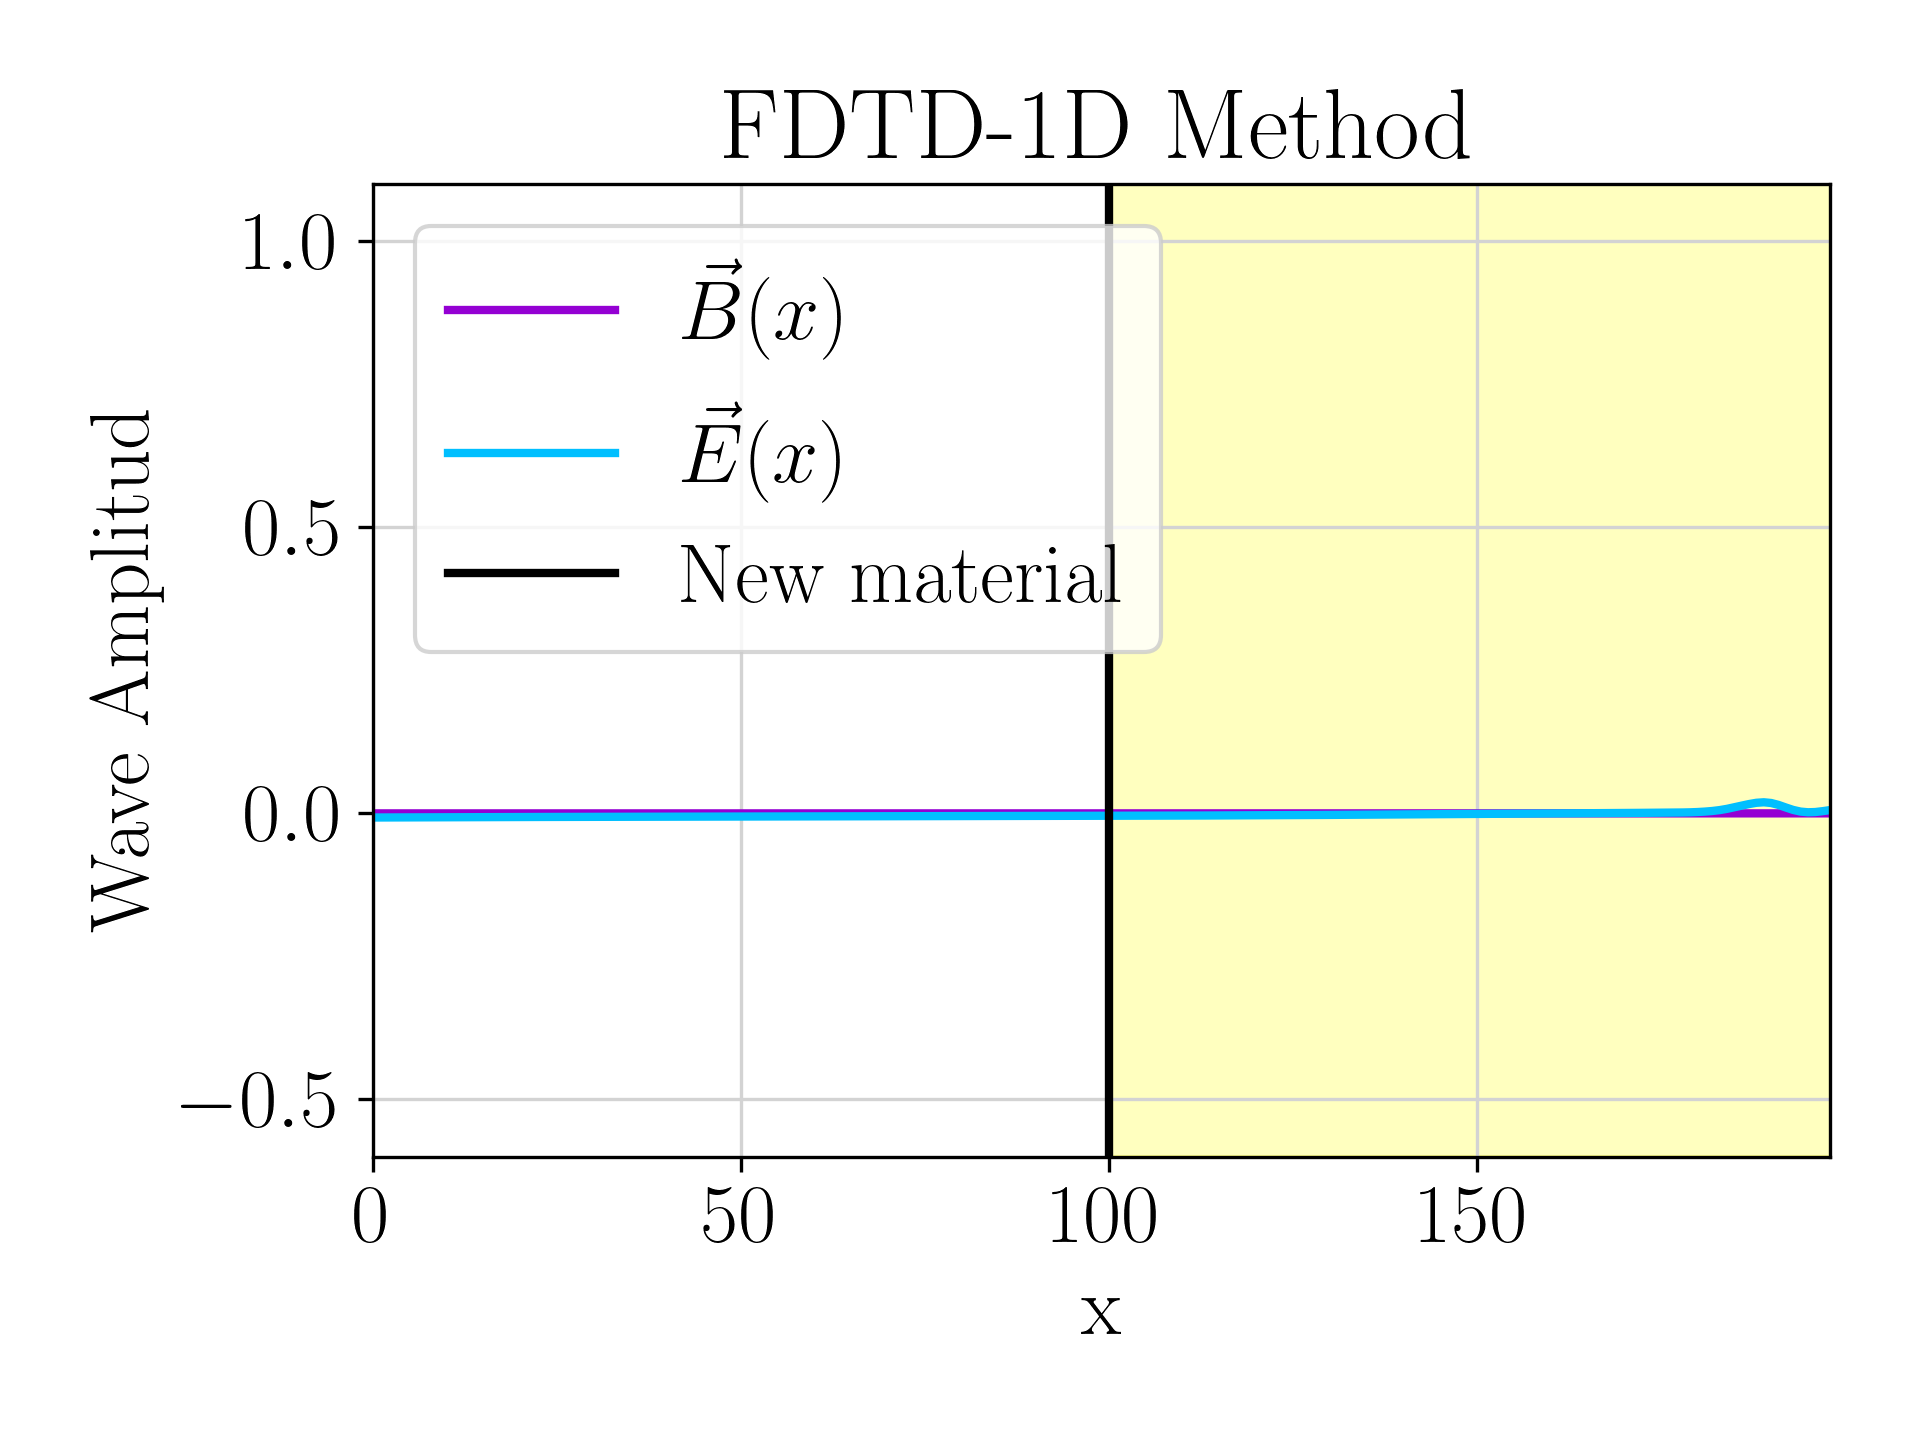 FDTD-1D Method
1.0
0.5
0.0
−0.5
Wave Amplitud
B⃗(x)
E⃗(x)
New material
0 50 100 150
x